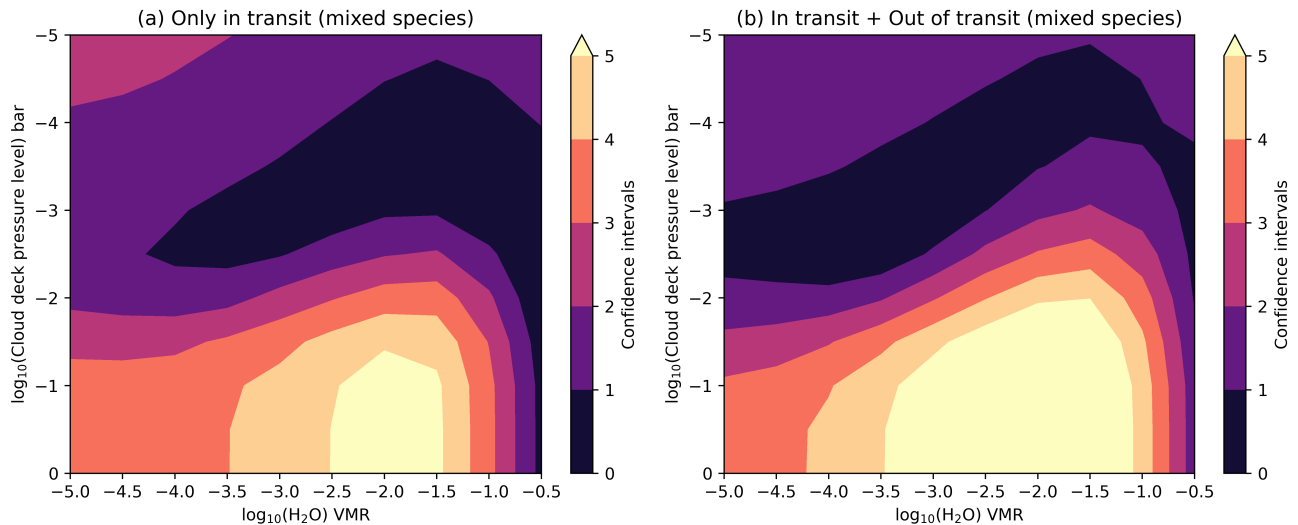 (a) Only in transit (mixed species)
−5
−4
−3
−2
−1
0
log10(Cloud deck pressure level) bar
−5.0 −4.5 −4.0 −3.5 −3.0 −2.5 −2.0 −1.5 −1.0 −0.5
log10(H2O) VMR
5
4
3
2
1
0
Confidence intervals
(b) In transit + Out of transit (mixed species)
−5
−4
−3
−2
−1
0
log10(Cloud deck pressure level) bar
−5.0 −4.5 −4.0 −3.5 −3.0 −2.5 −2.0 −1.5 −1.0 −0.5
log10(H2O) VMR
5
4
3
2
1
0
Confidence intervals